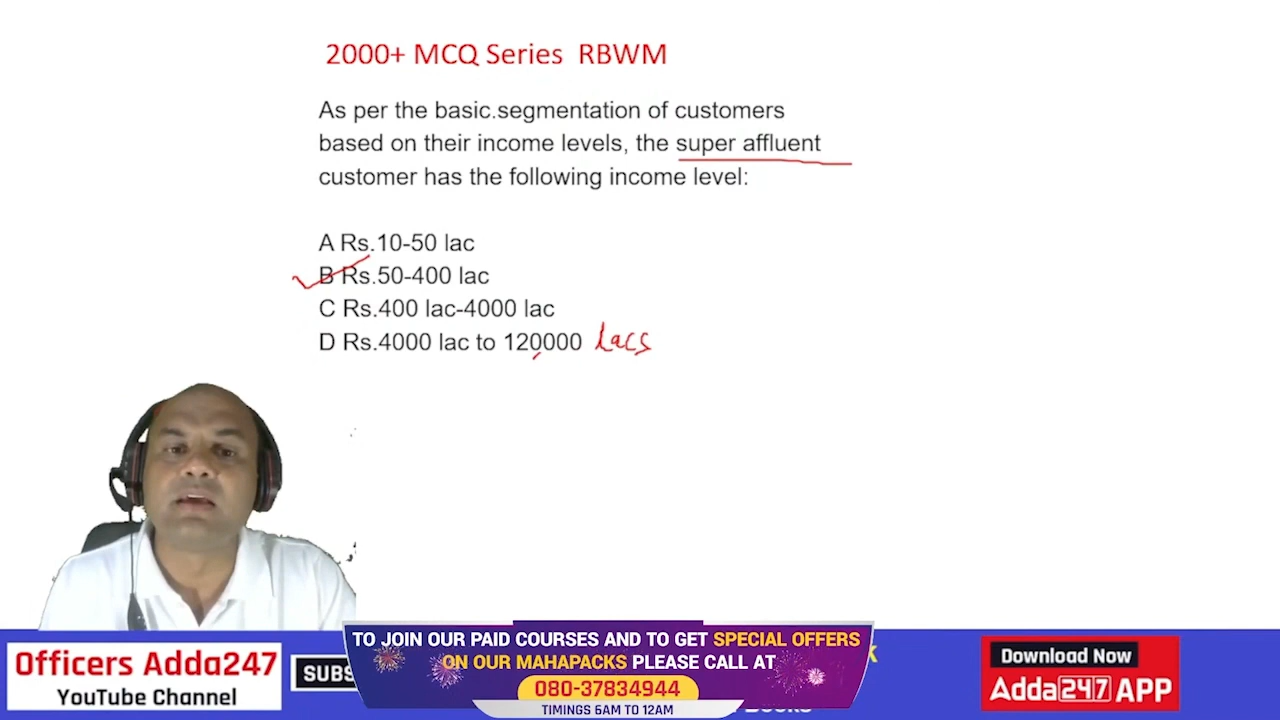 2000+ MCQ Series RBWM
As per the basic.segmentation of customers
based on their income levels, the super affluent
customer has the following income level:
A Rs.10-50 lac
B Rs.50-400 lac
C Rs.400 lac-4000 lac
D Rs.4000 lac to 120000 lacs
Officers Adda247
YouTube Channel
SUBS
TO JOIN OUR PAID COURSES AND TO GET SPECIAL OFFERS
ON OUR MAHAPACKS PLEASE CALL AT
080-37834944
TIMINGS 6AM TO 12AM
Download Now
Adda247 APP